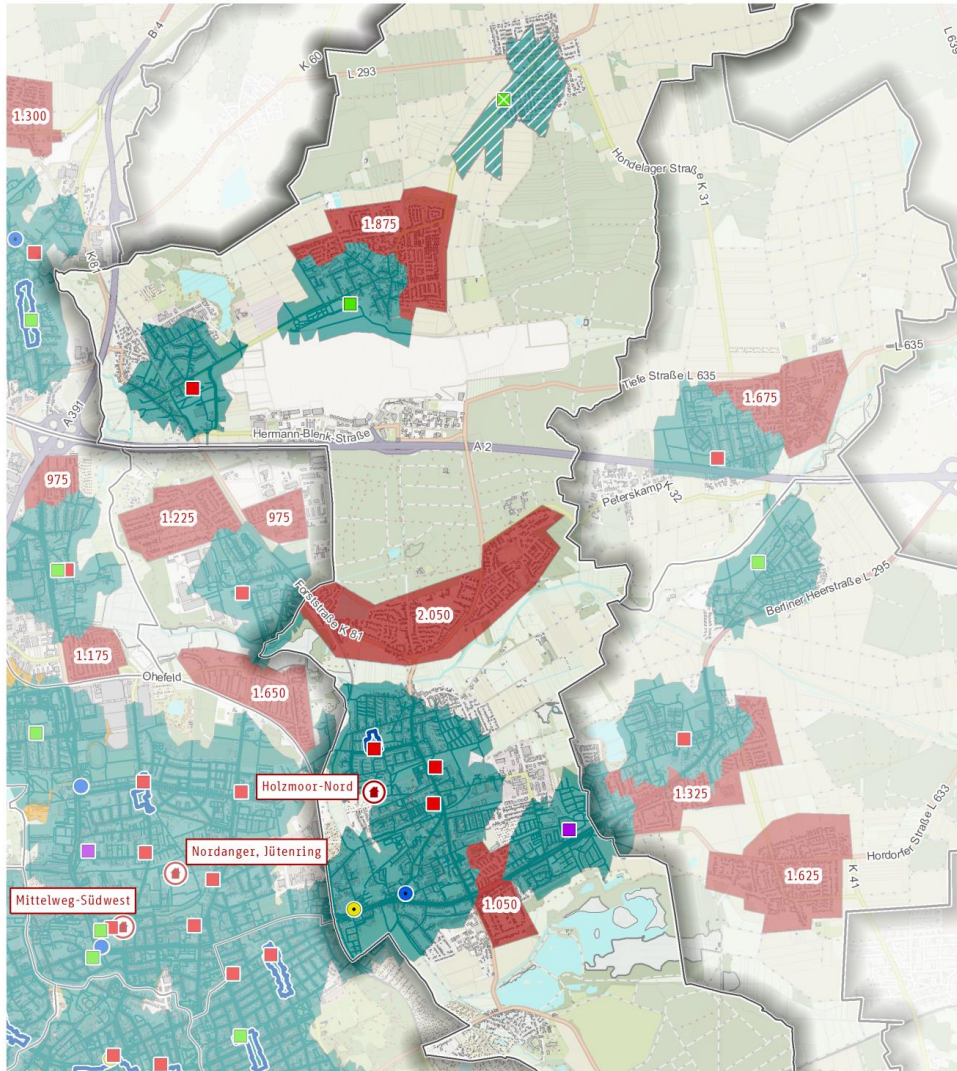 B 4
K 60
L 293
L 639
1.300
Hondelager Straße K 31
1.875
K 81
L 635
Tiefe Straße L 635
1.675
A 391
Hermann-Blenk-Straße
A 2
975
Peterskamp K 32
1.225
975
Berliner Heerstraße L 295
Forststraße K 81
2.050
1.175
Ohefeld
1.650
Holzmoor-Nord
1.325
Hordorfer Straße L 633
Nordanger, Jütenring
K 41
1.625
Mittelweg-Südwest
1.050